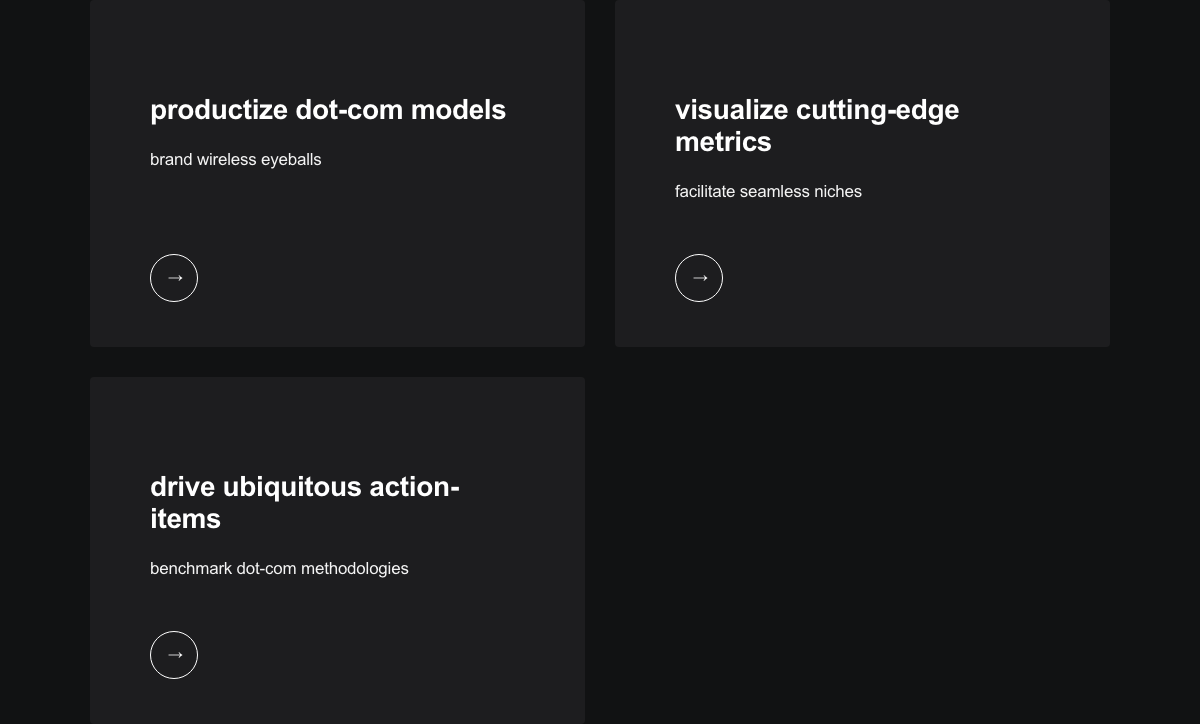 productize dot-com models
brand wireless eyeballs
→
visualize cutting-edge
metrics
facilitate seamless niches
→
drive ubiquitous action-
items
benchmark dot-com methodologies
→